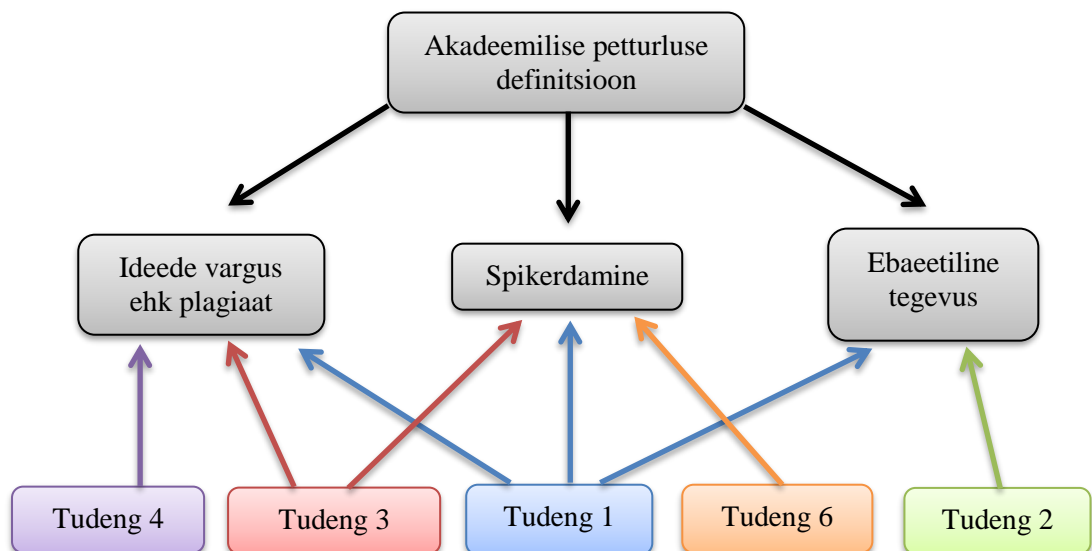 Akadeemilise petturluse
definitsioon
Ideede vargus
ehk plagiaat
Spikerdamine
Ebaeetiline
tegevus
Tudeng 4
Tudeng 3
Tudeng 1
Tudeng 6
Tudeng 2